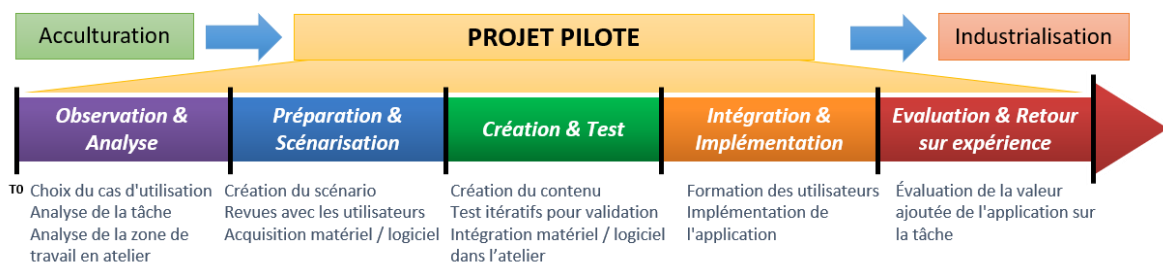 Acculturation
PROJET PILOTE
Industrialisation
Observation &
Analyse
Préparation &
Scénarisation
Création & Test
Intégration &
Implémentation
Evaluation & Retour
sur expérience
T0
Choix du cas d'utilisation
Analyse de la tâche
Analyse de la zone de
travail en atelier
Création du scénario
Revues avec les utilisateurs
Acquisition matériel / logiciel
Création du contenu
Test itératifs pour validation
Intégration matériel / logiciel
dans l'atelier
Formation des utilisateurs
Implémentation de
l'application
Évaluation de la valeur
ajoutée de l'application sur
la tâche